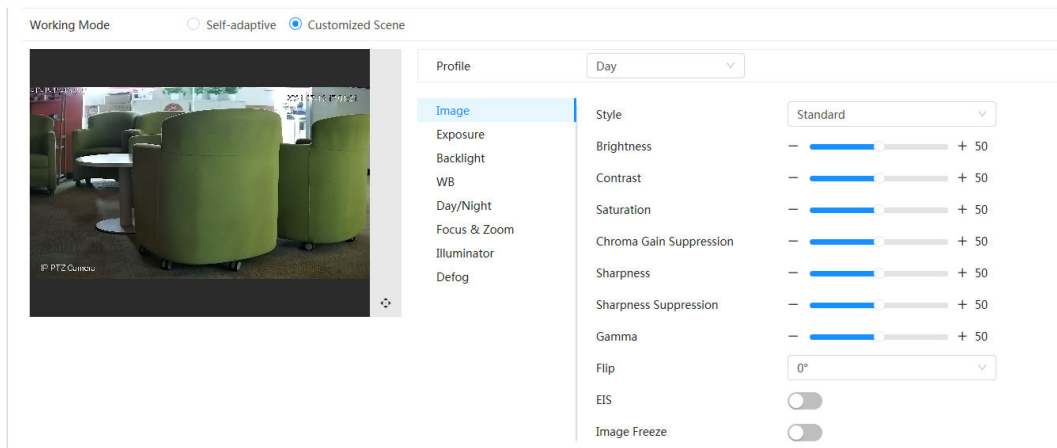 Working Mode Self-adaptive Customized Scene
Profile Day
Image
Exposure
Backlight
WB
Day/Night
Focus & Zoom
Illuminator
Defog
Style Standard
Brightness − + 50
Contrast − + 50
Saturation − + 50
Chroma Gain Suppression − + 50
Sharpness − + 50
Sharpness Suppression − + 50
Gamma − + 50
Flip 0°
EIS
Image Freeze
IP PTZ Camera